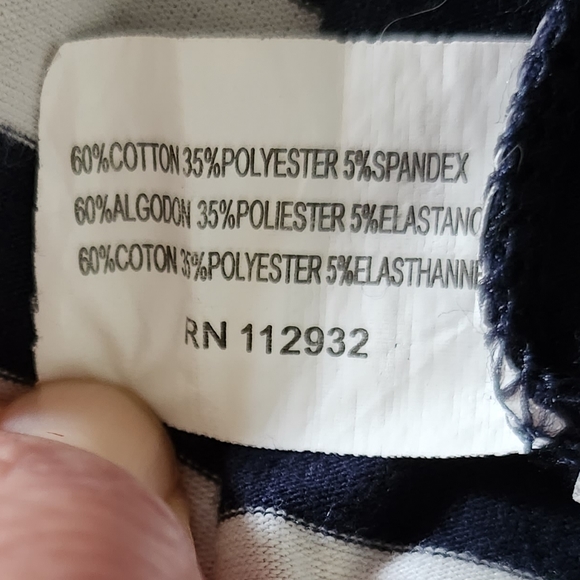 60%COTTON 35%POLYESTER 5%SPANDEX
60%ALGODON 35%POLIESTER 5%ELASTANO
60%COTON 35%POLYESTER 5%ELASTHANNE
RN 112932